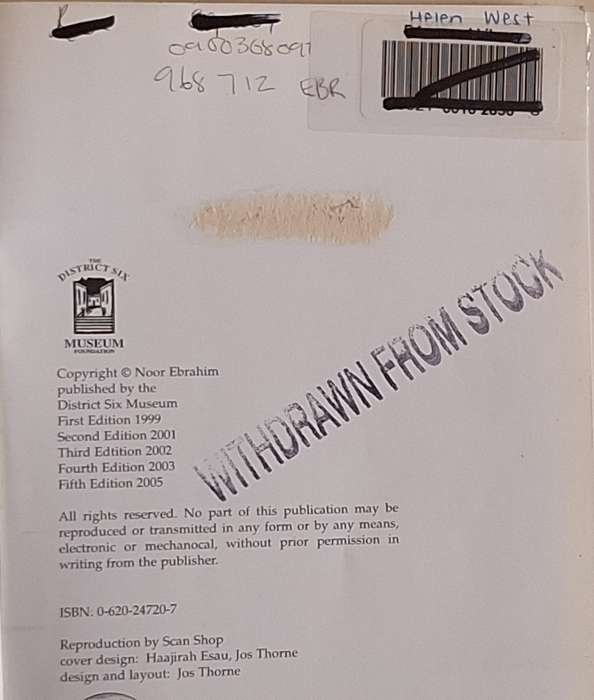 Helen West
0900368097
968 712 EBR
THE
DISTRICT SIX
MUSEUM
FOUNDATION
Copyright © Noor Ebrahim
published by the
District Six Museum
First Edition 1999
Second Edition 2001
Third Edtition 2002
Fourth Edition 2003
Fifth Edition 2005
WITHDRAWN FROM STOCK
All rights reserved. No part of this publication may be
reproduced or transmitted in any form or by any means,
electronic or mechanocal, without prior permission in
writing from the publisher.
ISBN: 0-620-24720-7
Reproduction by Scan Shop
cover design: Haajirah Esau, Jos Thorne
design and layout: Jos Thorne